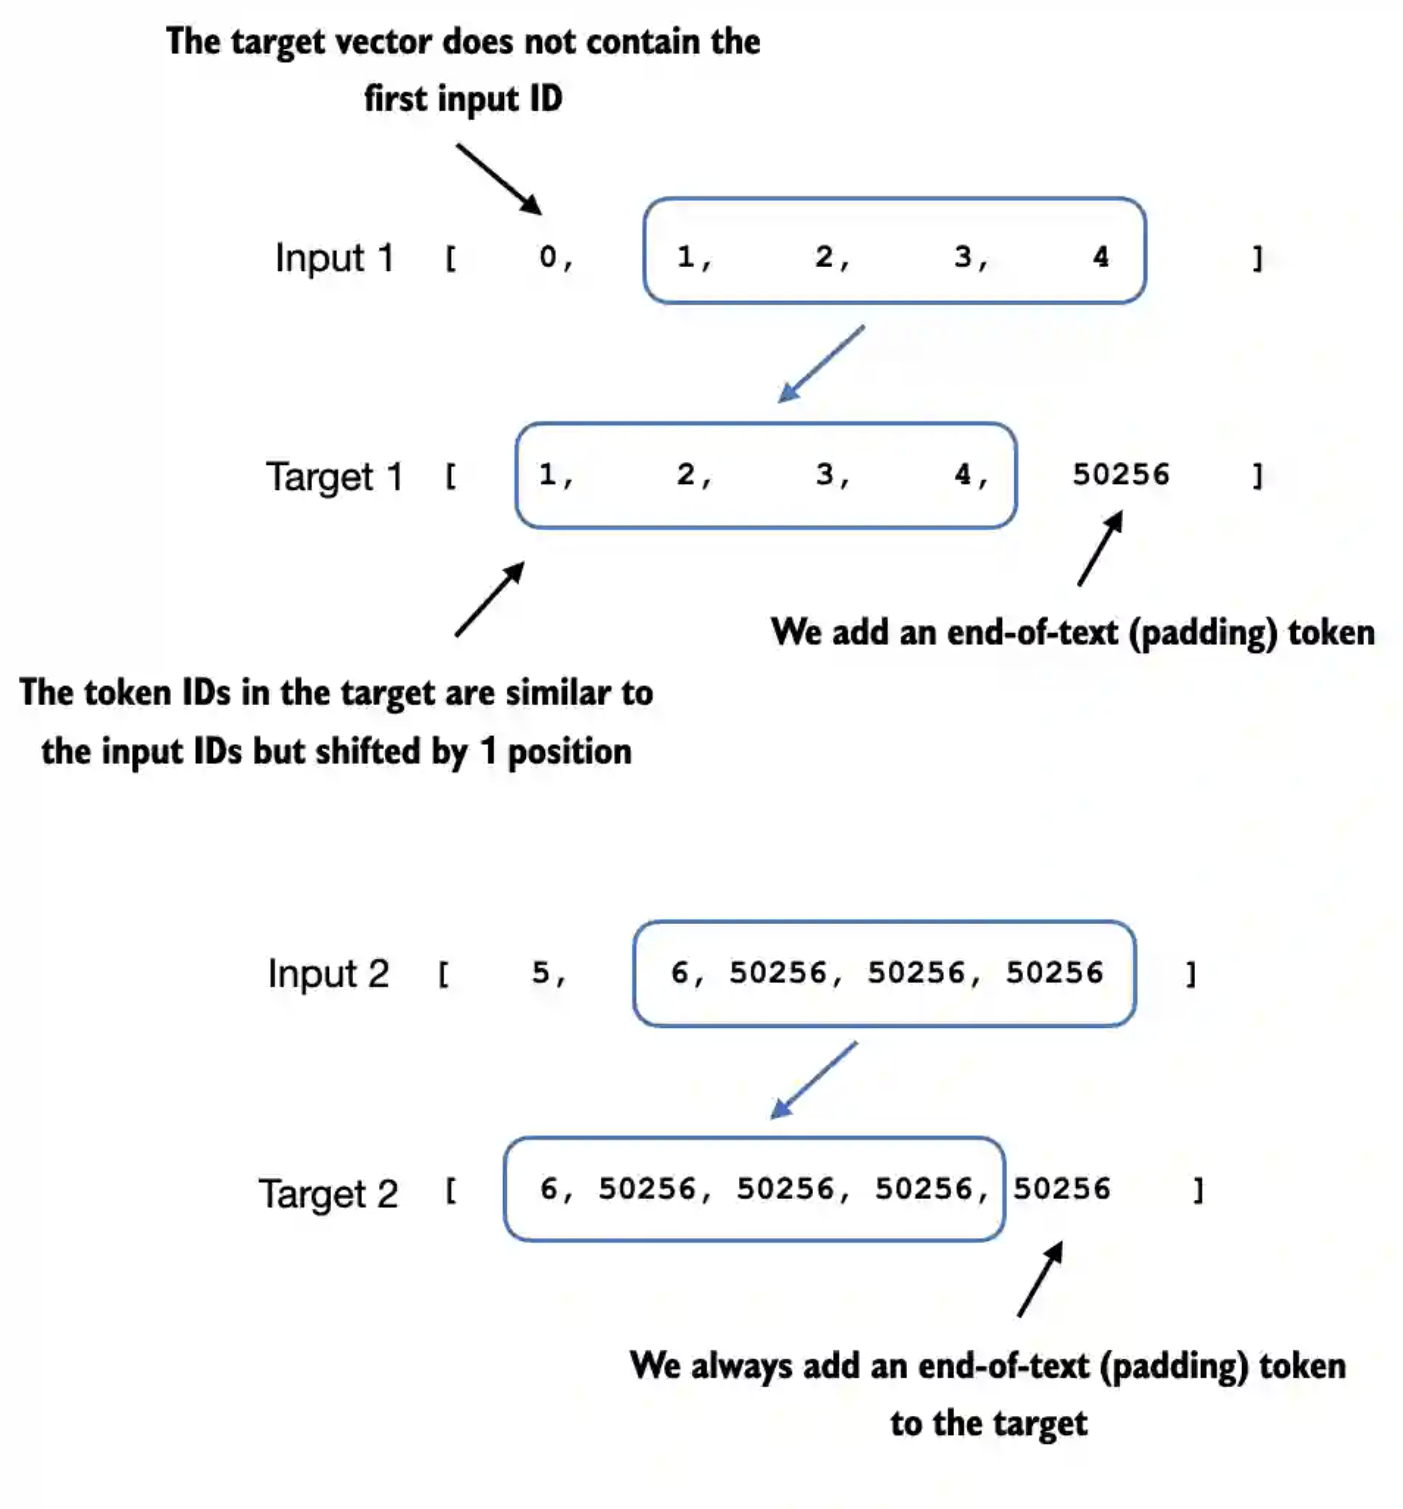 The target vector does not contain the
first input ID
Input 1 [ 0, 1, 2, 3, 4 ]
Target 1 [ 1, 2, 3, 4, 50256 ]
We add an end-of-text (padding) token
The token IDs in the target are similar to
the input IDs but shifted by 1 position
Input 2 [ 5, 6, 50256, 50256, 50256 ]
Target 2 [ 6, 50256, 50256, 50256, 50256 ]
We always add an end-of-text (padding) token
to the target